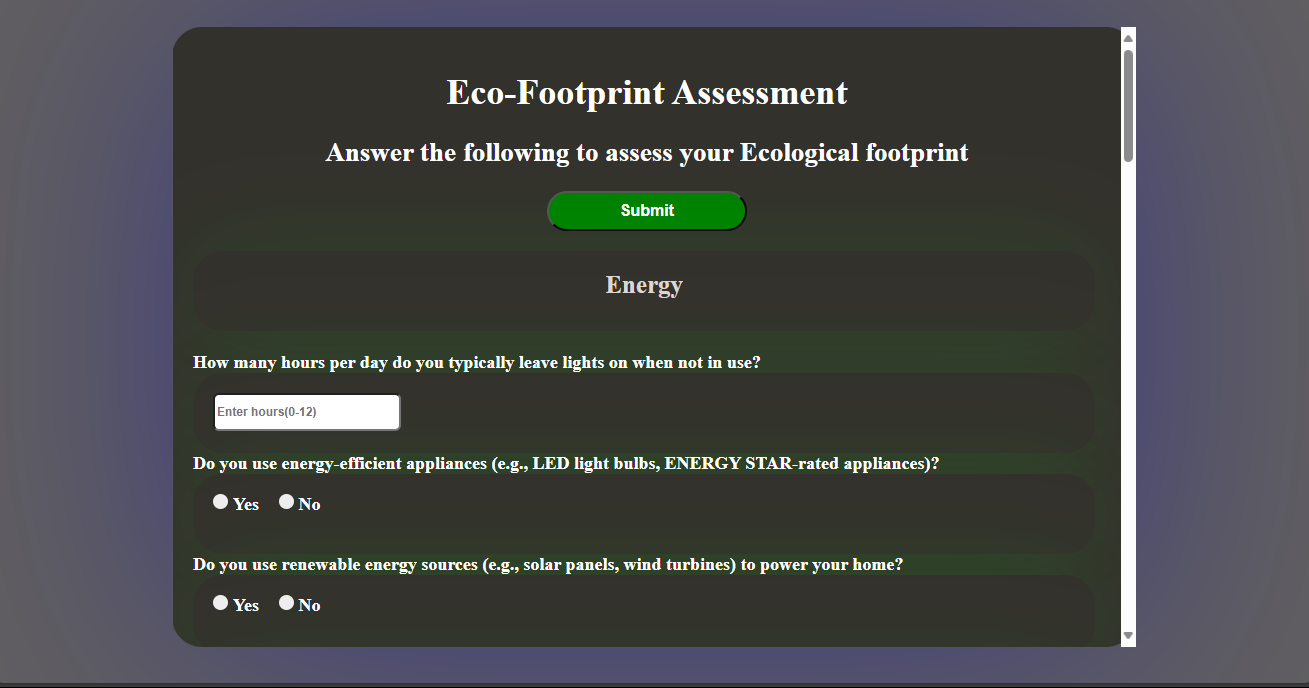 Eco-Footprint Assessment
Answer the following to assess your Ecological footprint
Submit
Energy
How many hours per day do you typically leave lights on when not in use?
Enter hours(0-12)
Do you use energy-efficient appliances (e.g., LED light bulbs, ENERGY STAR-rated appliances)?
Yes No
Do you use renewable energy sources (e.g., solar panels, wind turbines) to power your home?
Yes No